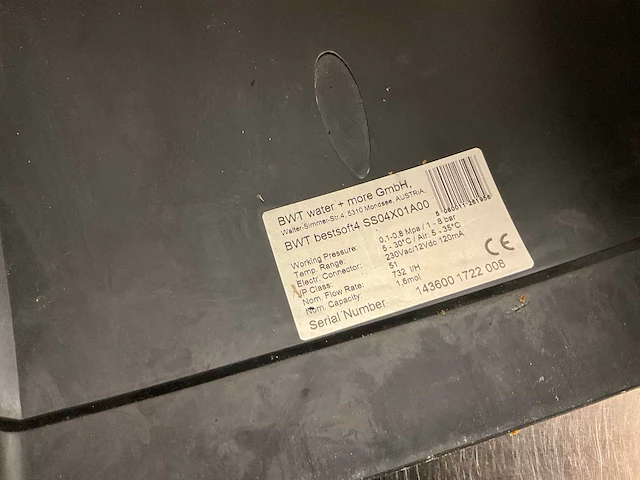 BWT water + more GmbH,
Walter-Simmer-Str.4, 5310 Mondsee, AUSTRIA.
BWT bestsoft4 SS04X01A00
Working Pressure: 0,1-0,8 Mpa / 1 - 8 bar
Temp. Range: 5 - 30°C / Air: 5 - 35°C
Electr. Connector: 230Vac/12Vdc 120mA
IP Class: 51
Nom. Flow Rate: 732 l/H
Nom. Capacity: 1.6mol
Serial Number 143600 1722 008
CE